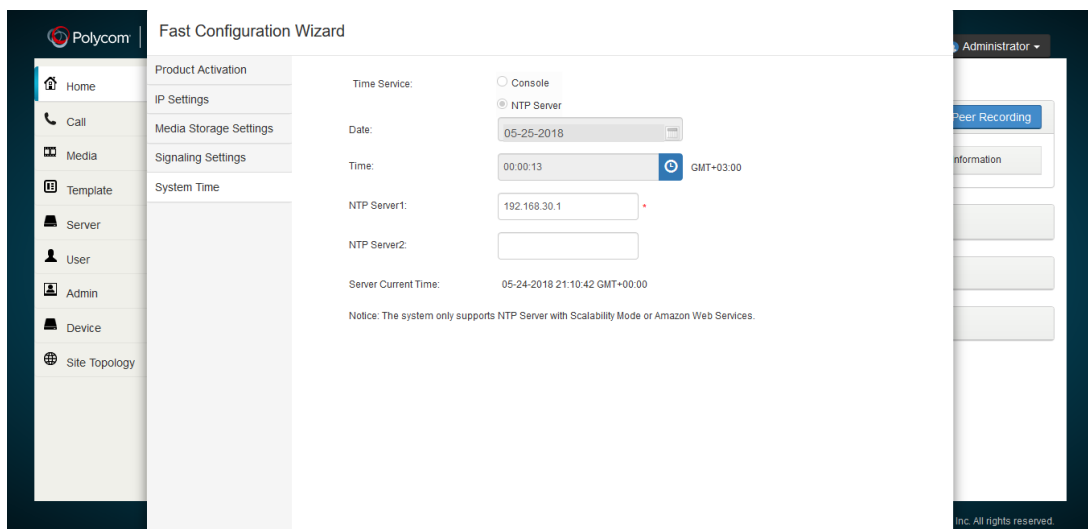 Polycom
Fast Configuration Wizard
Administrator
Home
Call
Media
Template
Server
User
Admin
Device
Site Topology
Product Activation
IP Settings
Media Storage Settings
Signaling Settings
System Time
Time Service:
Console
NTP Server
Date:
05-25-2018
Time:
00:00:13
GMT+03:00
NTP Server1:
192.168.30.1
*
NTP Server2:
Server Current Time:
05-24-2018 21:10:42 GMT+00:00
Notice: The system only supports NTP Server with Scalability Mode or Amazon Web Services.
Peer Recording
nformation
Inc. All rights reserved.